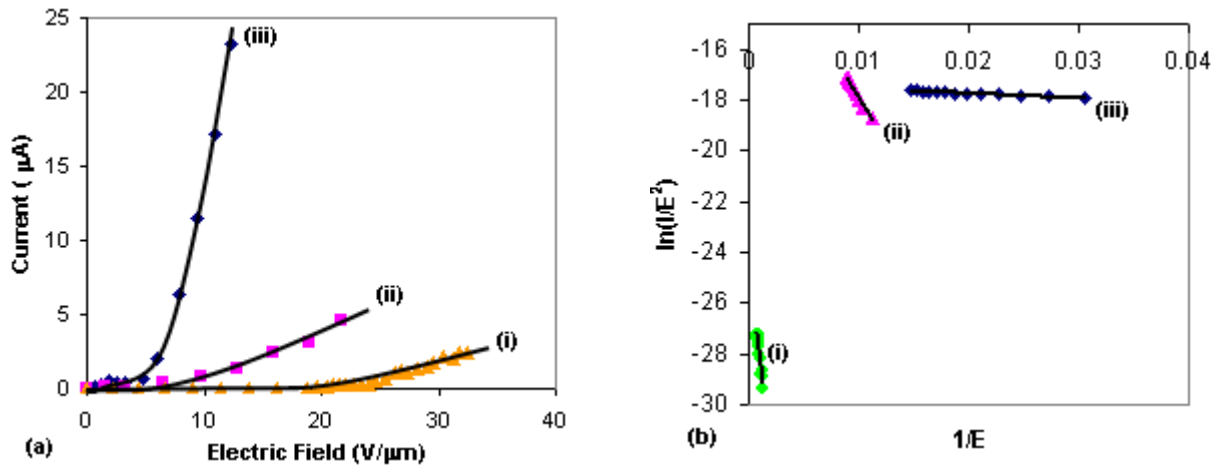 25
20
15
10
5
0
Current ( μA)
(iii)
(ii)
(i)
0 10 20 30 40
(a)
Electric Field (V/μm)
-16
-18
-20
-22
-24
-26
-28
-30
0 0.01 0.02 0.03 0.04
ln(I/E²)
(iii)
(ii)
(i)
(b)
1/E